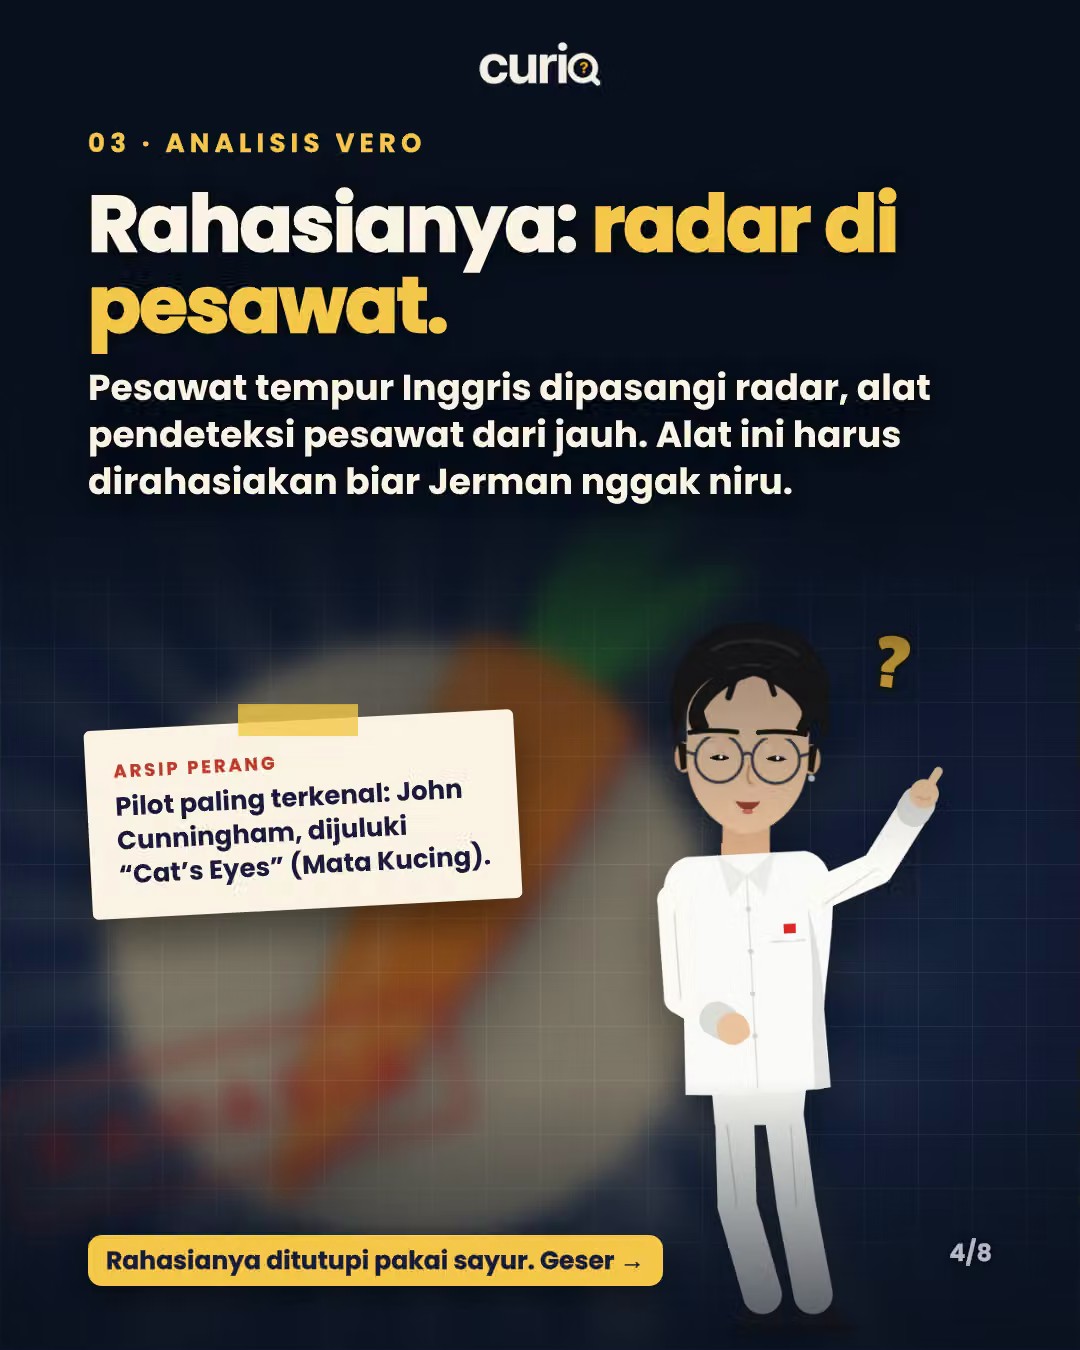 curio
03 · ANALISIS VERO
Rahasianya: radar di
pesawat.
Pesawat tempur Inggris dipasangi radar, alat
pendeteksi pesawat dari jauh. Alat ini harus
dirahasiakan biar Jerman nggak niru.
?
ARSIP PERANG
Pilot paling terkenal: John
Cunningham, dijuluki
“Cat’s Eyes” (Mata Kucing).
Rahasianya ditutupi pakai sayur. Geser →
4/8